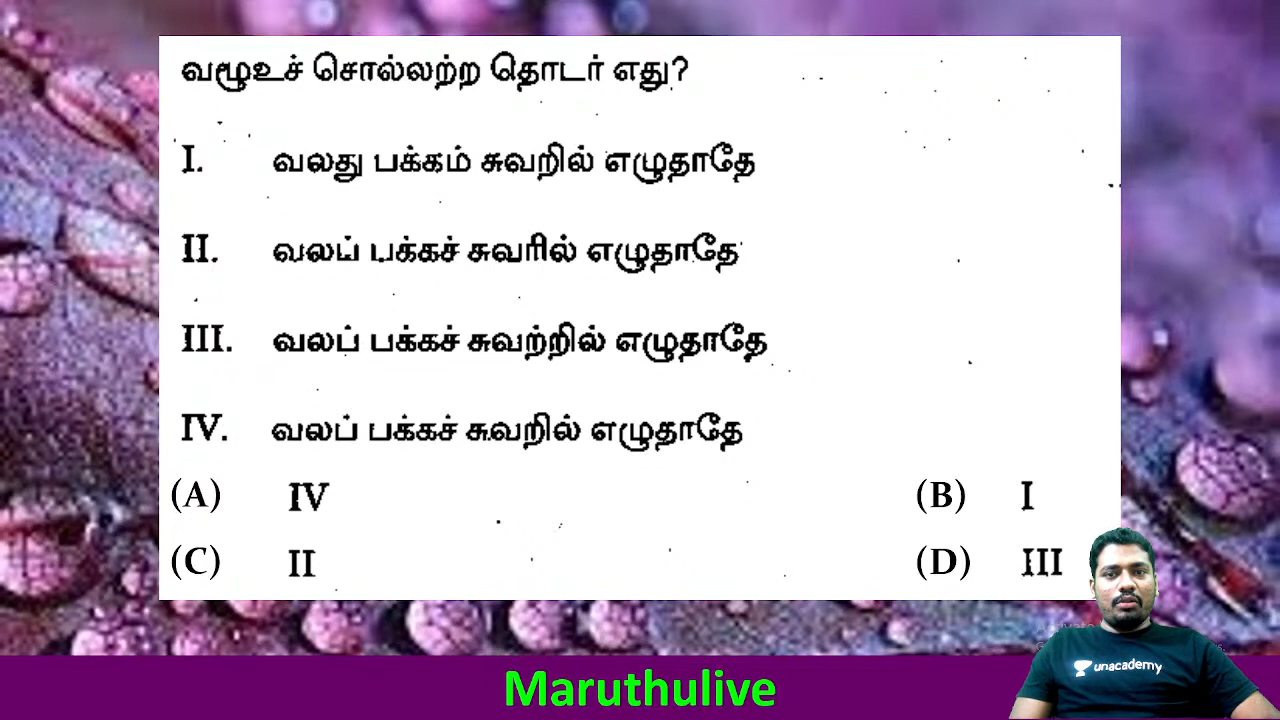 வழூஉச் சொல்லற்ற தொடர் எது?
I. வலது பக்கம் சுவறில் எழுதாதே
II. வலப் பக்கச் சுவரில் எழுதாதே
III. வலப் பக்கச் சுவற்றில் எழுதாதே
IV. வலப் பக்கச் சுவறில் எழுதாதே
(A) IV (B) I
(C) II (D) III
unacademy
Maruthulive